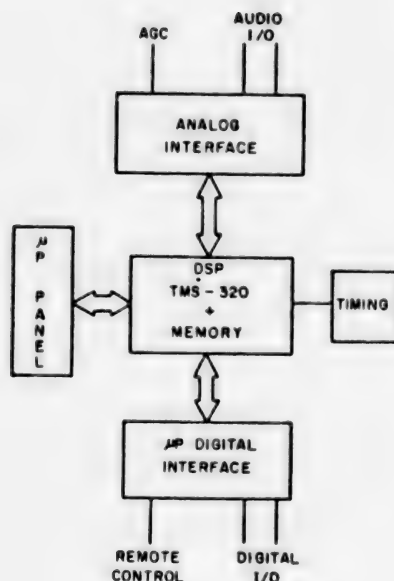 AUDIO
I/O
AGC
ANALOG
INTERFACE
DSP
TMS-320
+
MEMORY
μP
PANEL
TIMING
μP DIGITAL
INTERFACE
REMOTE
CONTROL
DIGITAL
I/O